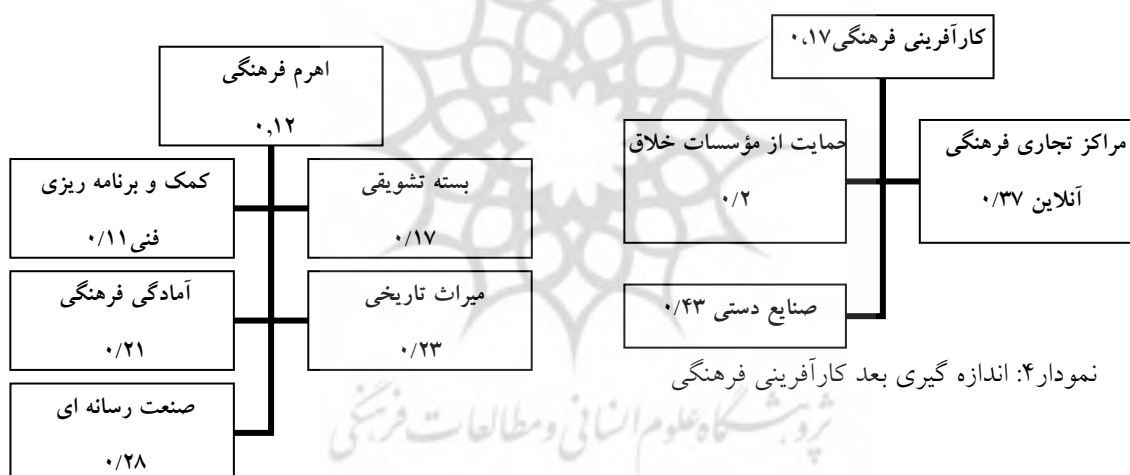 کارآفرینی فرهنگی۰،۱۷
مراکز تجاری فرهنگی
آنلاین ۰/۳۷
حمایت از مؤسسات خلاق
۰/۲
صنایع دستی ۰/۴۳
نمودار۴: اندازه گیری بعد کارآفرینی فرهنگی
اهرم فرهنگی
۰,۱۲
بسته تشویقی
۰/۱۷
کمک و برنامه ریزی
فنی۰/۱۱
میراث تاریخی
۰/۲۳
آمادگی فرهنگی
۰/۲۱
صنعت رسانه ای
۰/۲۸
پژوهشگاه علوم انسانی و مطالعات فرهنگی